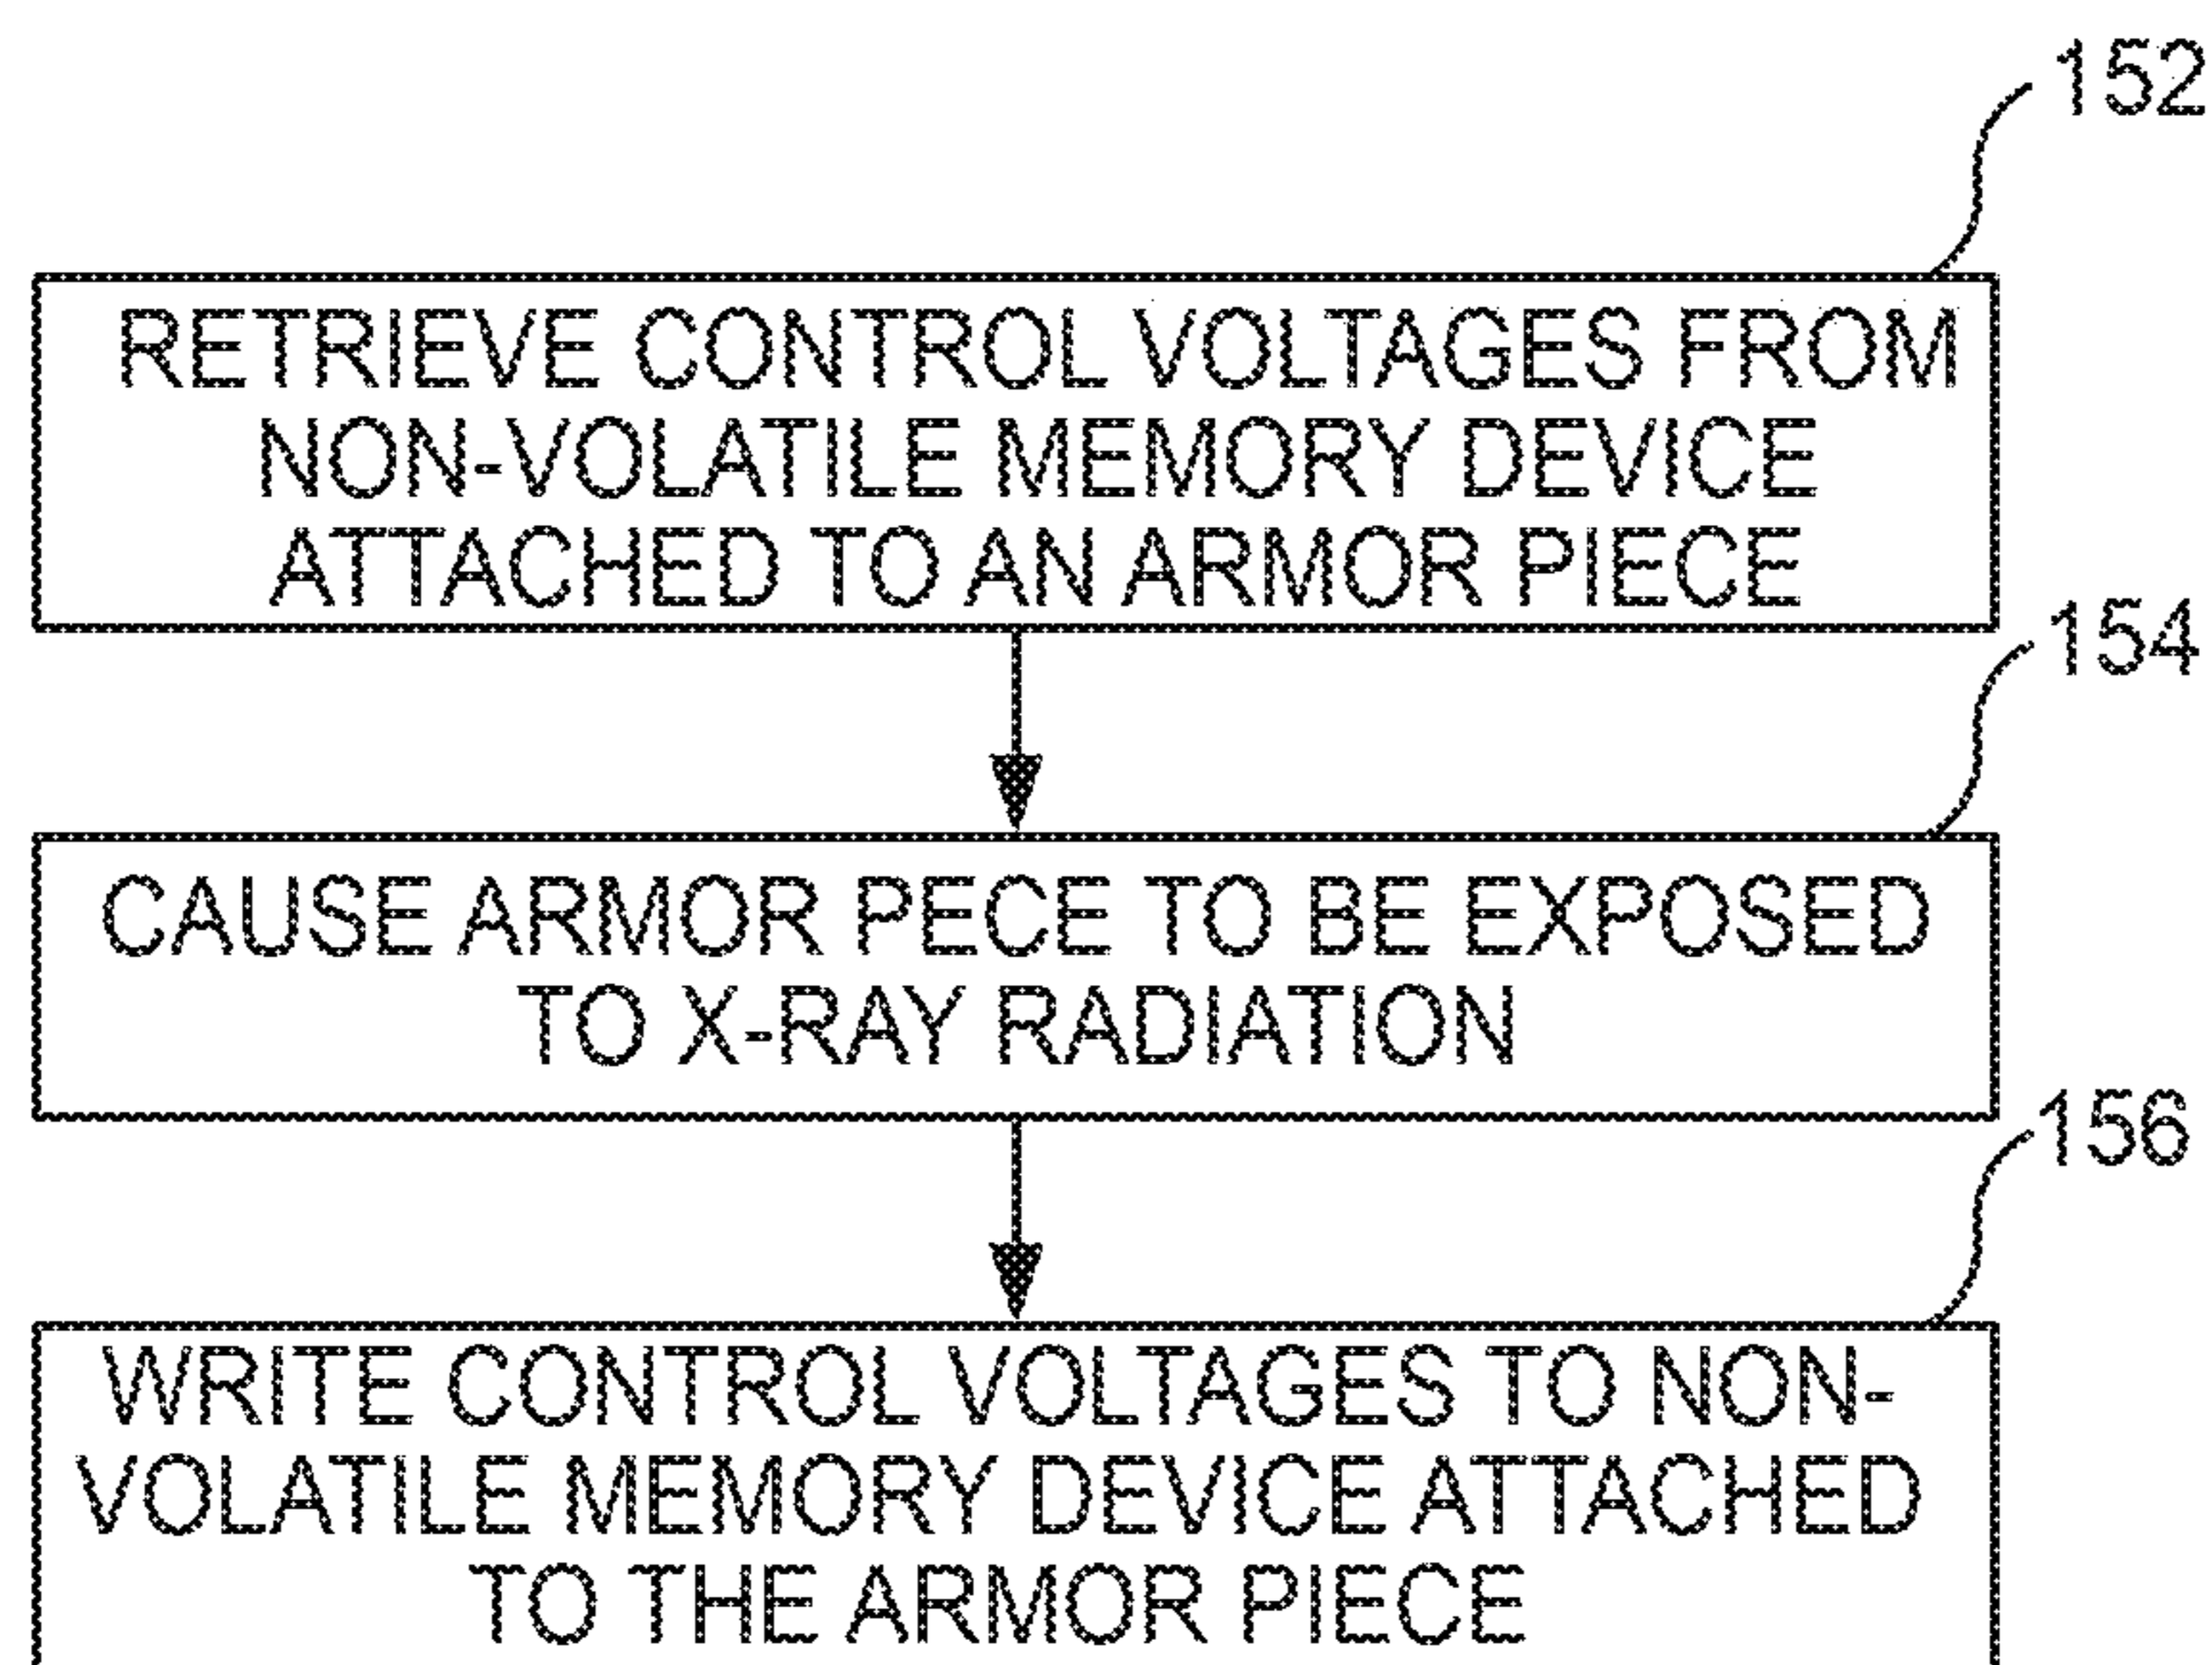 152
RETRIEVE CONTROL VOLTAGES FROM
NON-VOLATILE MEMORY DEVICE
ATTACHED TO AN ARMOR PIECE
154
CAUSE ARMOR PECE TO BE EXPOSED
TO X-RAY RADIATION
156
WRITE CONTROL VOLTAGES TO NON-
VOLATILE MEMORY DEVICE ATTACHED
TO THE ARMOR PIECE